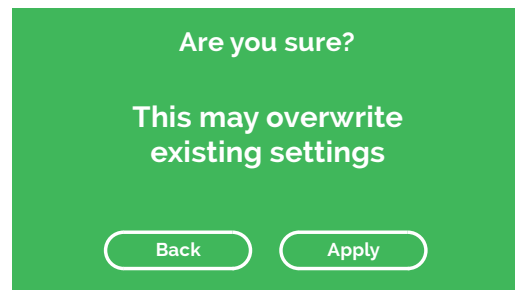 Are you sure?
This may overwrite
existing settings
Back
Apply